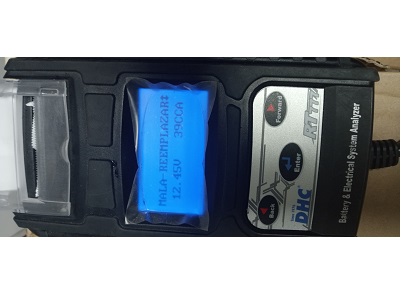 MALA-REEMPLAZAR!
12.45V 39CCA
Forward
Enter
Back
DHC
Battery & Electrical System Analyzer